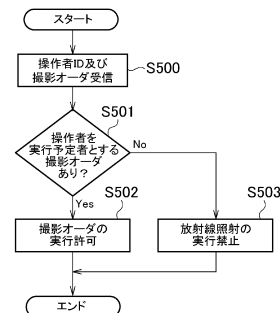 スタート
操作者ID及び
撮影オーダ受信
S500
操作者を
実行予定者とする
撮影オーダ
あり?
S501
No
Yes
撮影オーダの
実行許可
S502
放射線照射の
実行禁止
S503
エンド